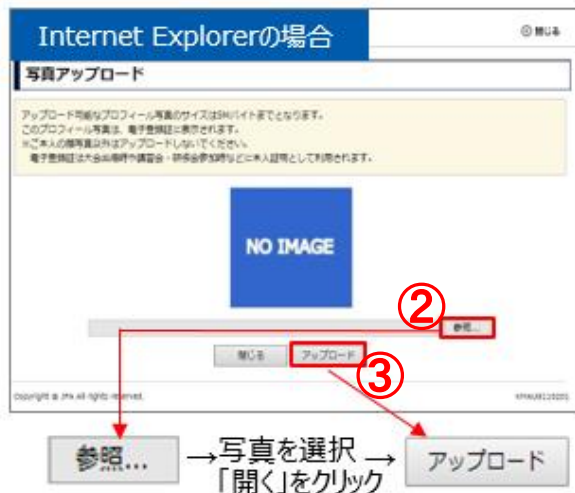 Internet Explorerの場合
閉じる
写真アップロード
アップロード可能なプロフィール写真のサイズは5Mバイトまでとなります。
このプロフィール写真は、電子登録証に表示されます。
※ご本人の顔写真以外はアップロードしないでください。
電子登録証は大会出場時や講習会・研修会参加時などに本人証明として利用されます。
NO IMAGE
②
参照...
閉じる アップロード
③
Copyright @ JFA All rights reserved.
参照... →写真を選択→ アップロード
「開く」をクリック